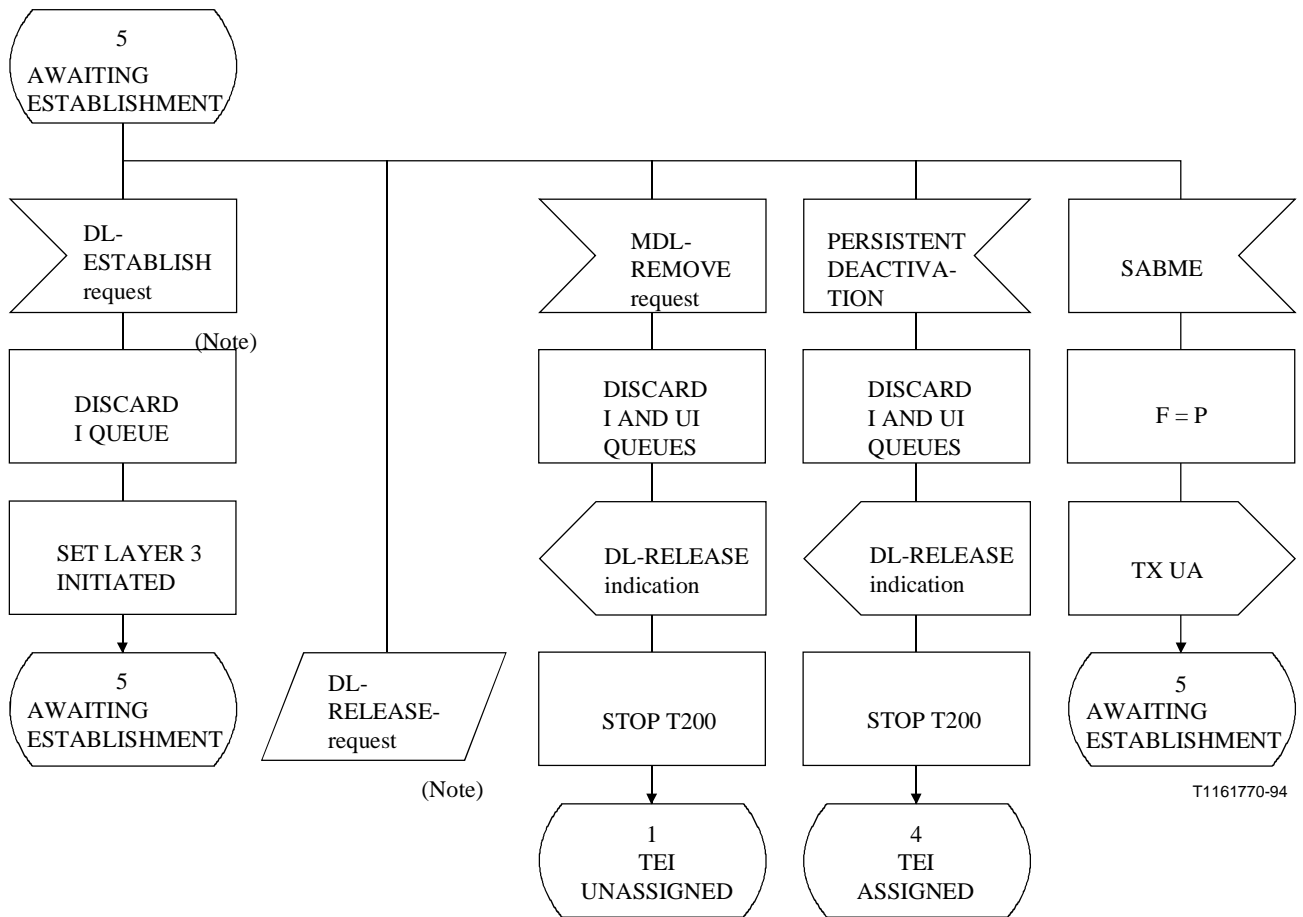 5
AWAITING
ESTABLISHMENT
DL-
ESTABLISH
request
(Note)
DISCARD
I QUEUE
SET LAYER 3
INITIATED
5
AWAITING
ESTABLISHMENT
DL-
RELEASE-
request
(Note)
MDL-
REMOVE
request
DISCARD
I AND UI
QUEUES
DL-RELEASE
indication
STOP T200
1
TEI
UNASSIGNED
PERSISTENT
DEACTIVA-
TION
DISCARD
I AND UI
QUEUES
DL-RELEASE
indication
STOP T200
4
TEI
ASSIGNED
SABME
F = P
TX UA
5
AWAITING
ESTABLISHMENT
T1161770-94